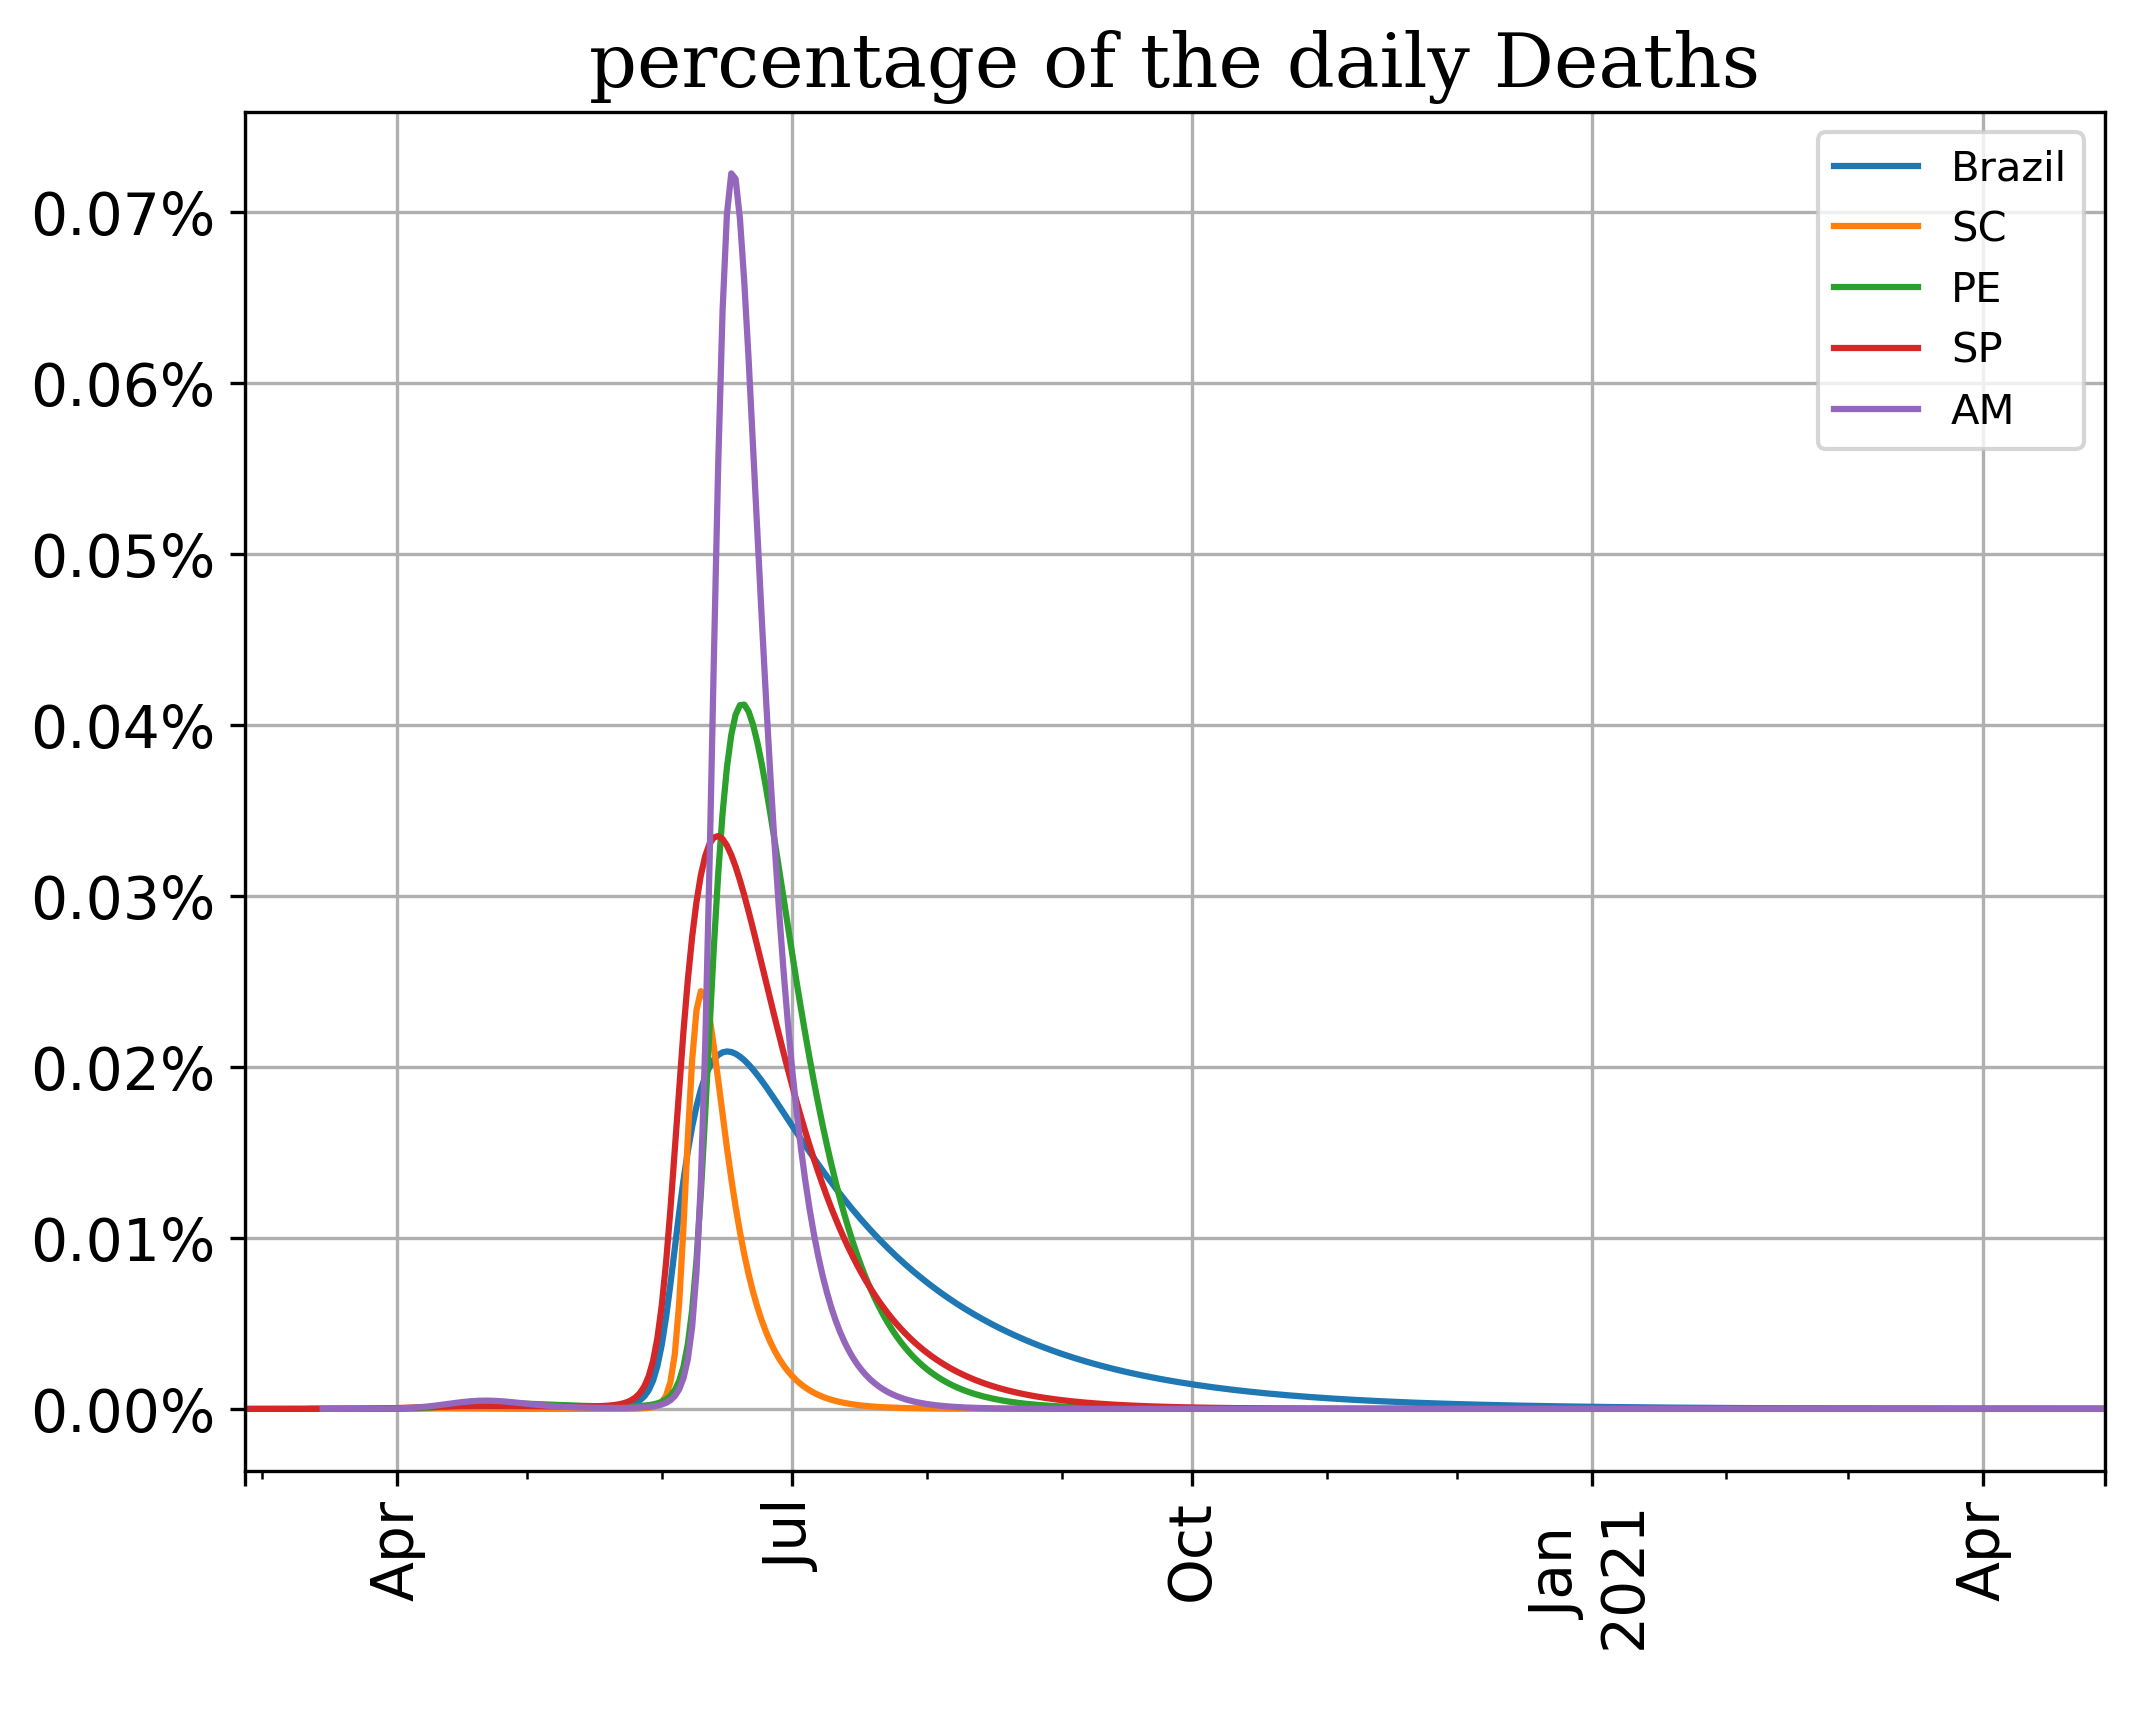 percentage of the daily Deaths
0.07%
0.06%
0.05%
0.04%
0.03%
0.02%
0.01%
0.00%
Brazil
SC
PE
SP
AM
Apr
Jul
Oct
Jan
2021
Apr